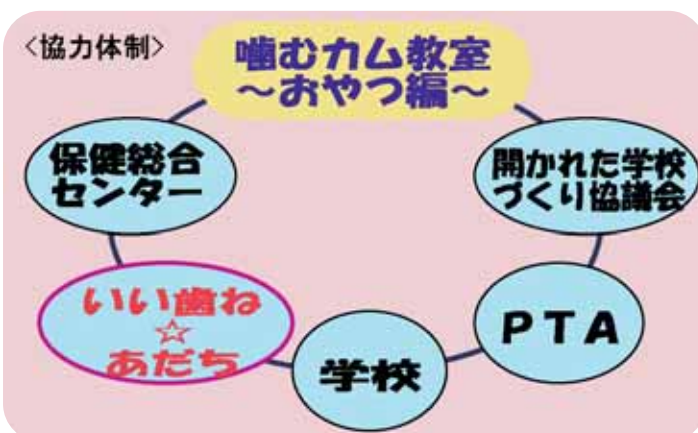 <協力体制>
噛むカム教室
～おやつ編～
保健総合
センター
開かれた学校
づくり協議会
いい歯ね
☆
あだち
PTA
学校